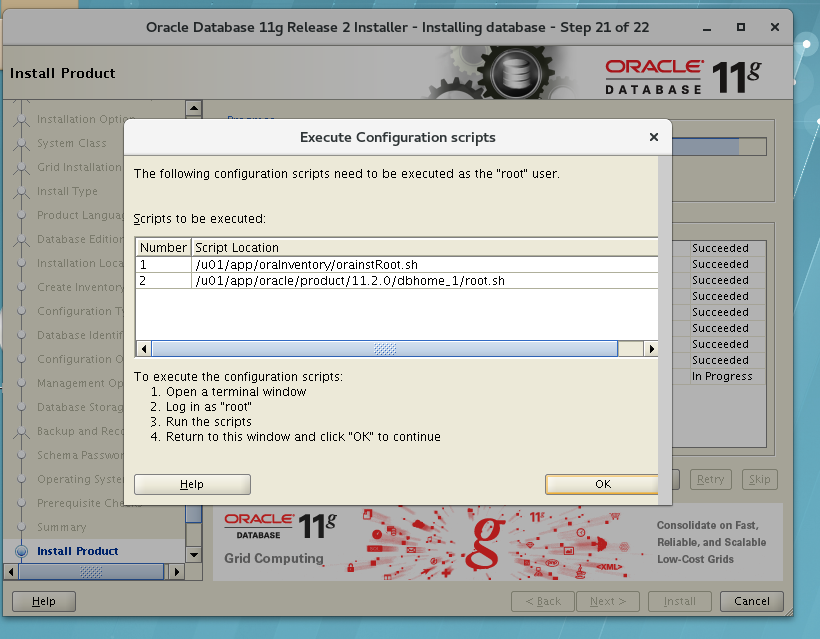 Oracle Database 11g Release 2 Installer - Installing database - Step 21 of 22
Install Product
ORACLE
DATABASE
11g
Installation Optio
System Class
Grid Installation
Install Type
Product Langua
Database Edition
Installation Loca
Create Inventory
Configuration T
Database Identif
Configuration O
Management Op
Database Storag
Backup and Reco
Schema Passwor
Operating Syste
Prerequisite Che
Summary
Install Product
Progress
Execute Configuration scripts
The following configuration scripts need to be executed as the "root" user.
Scripts to be executed:
Number Script Location
1 /u01/app/oraInventory/orainstRoot.sh
2 /u01/app/oracle/product/11.2.0/dbhome_1/root.sh
To execute the configuration scripts:
1. Open a terminal window
2. Log in as "root"
3. Run the scripts
4. Return to this window and click "OK" to continue
Help OK
Succeeded
Succeeded
Succeeded
Succeeded
Succeeded
Succeeded
Succeeded
Succeeded
In Progress
Retry Skip
ORACLE
DATABASE
11g
Grid Computing
g
11g
<XML>
Consolidate on Fast,
Reliable, and Scalable
Low-Cost Grids
Help < Back Next > Install Cancel